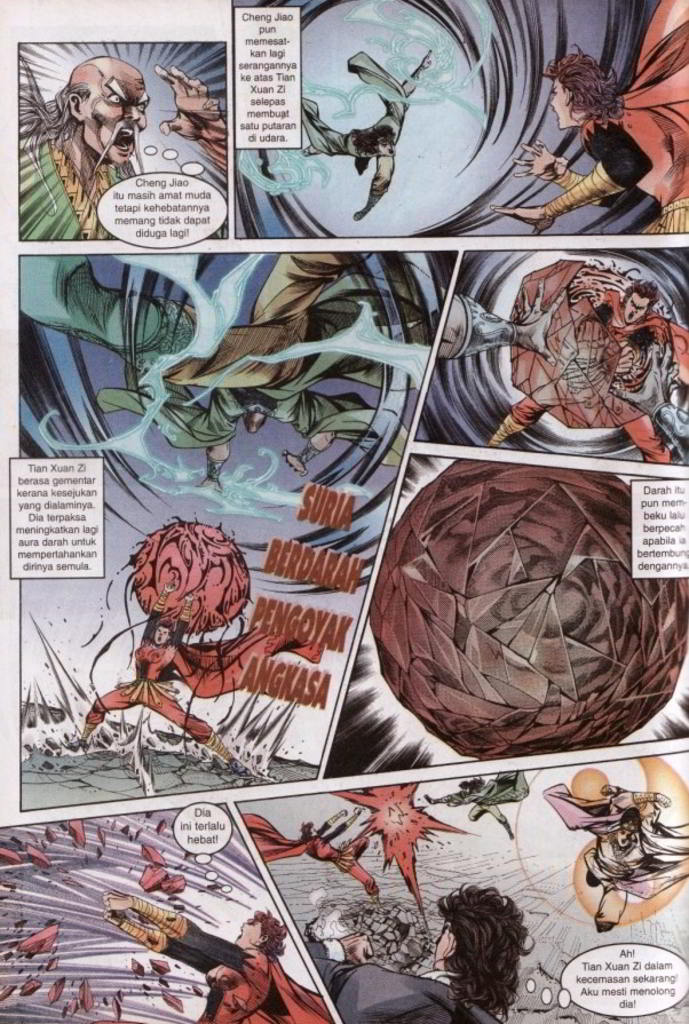 Cheng Jiao
pun
memesat-
kan lagi
serangannya
ke atas Tian
Xuan Zi
selepas
membuat
satu putaran
di udara.
Cheng Jiao
itu masih amat muda
tetapi kehebatannya
memang tidak dapat
diduga lagi!
Tian Xuan Zi
berasa gementar
kerana kesejukan
yang dialaminya.
Dia terpaksa
meningkatkan lagi
aura darah untuk
mempertahankan
dirinya semula.
BERDARAH
PENGOYAK
ANGKASA
Darah itu
pun mem-
beku lalu
berpecah
apabila ia
bertembung
dengannya.
Dia
ini terlalu
hebat!
Ah!
Tian Xuan Zi dalam
kecemasan sekarang!
Aku mesti menolong
dia!